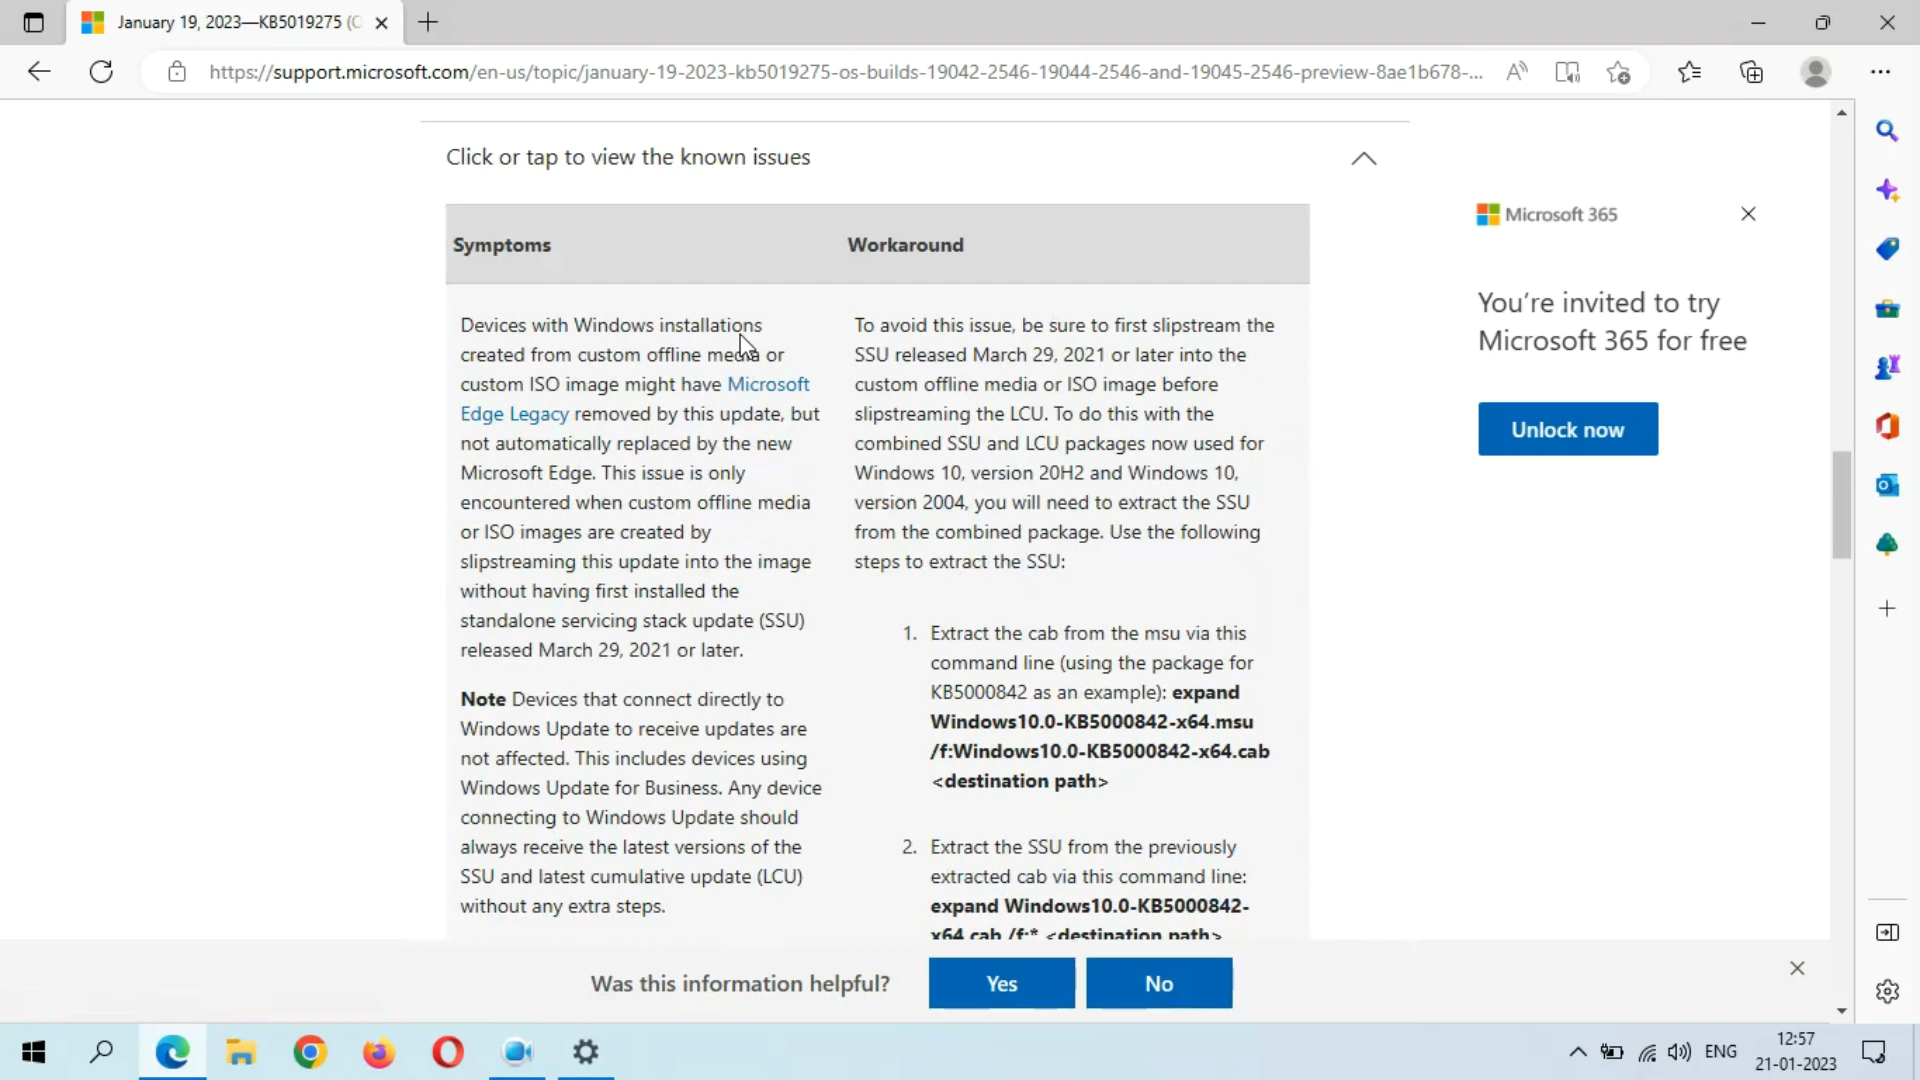 January 19, 2023—KB5019275 (O
https://support.microsoft.com/en-us/topic/january-19-2023-kb5019275-os-builds-19042-2546-19044-2546-and-19045-2546-preview-8ae1b678-...
Click or tap to view the known issues
Symptoms
Workaround
Devices with Windows installations
created from custom offline media or
custom ISO image might have Microsoft
Edge Legacy removed by this update, but
not automatically replaced by the new
Microsoft Edge. This issue is only
encountered when custom offline media
or ISO images are created by
slipstreaming this update into the image
without having first installed the
standalone servicing stack update (SSU)
released March 29, 2021 or later.
Note Devices that connect directly to
Windows Update to receive updates are
not affected. This includes devices using
Windows Update for Business. Any device
connecting to Windows Update should
always receive the latest versions of the
SSU and latest cumulative update (LCU)
without any extra steps.
To avoid this issue, be sure to first slipstream the
SSU released March 29, 2021 or later into the
custom offline media or ISO image before
slipstreaming the LCU. To do this with the
combined SSU and LCU packages now used for
Windows 10, version 20H2 and Windows 10,
version 2004, you will need to extract the SSU
from the combined package. Use the following
steps to extract the SSU:
1. Extract the cab from the msu via this
command line (using the package for
KB5000842 as an example): expand
Windows10.0-KB5000842-x64.msu
/f:Windows10.0-KB5000842-x64.cab
<destination path>
2. Extract the SSU from the previously
extracted cab via this command line:
expand Windows10.0-KB5000842-
x64.cab /f:* <destination path>
Microsoft 365
You're invited to try
Microsoft 365 for free
Unlock now
Was this information helpful?
Yes
No
ENG
12:57
21-01-2023